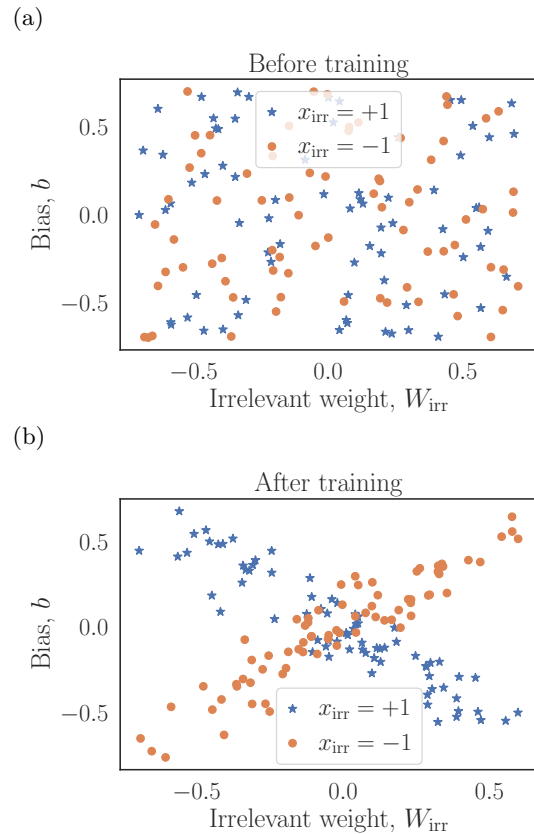 (a)
Before training
x_irr = +1
x_irr = −1
0.5
0.0
−0.5
Bias, b
−0.5
0.0
0.5
Irrelevant weight, W_irr
(b)
After training
0.5
0.0
−0.5
Bias, b
x_irr = +1
x_irr = −1
−0.5
0.0
0.5
Irrelevant weight, W_irr